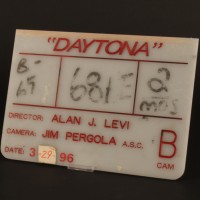 "DAYTONA"
B-
65 681 2
MOS
DIRECTOR: ALAN J. LEVI
CAMERA: JIM PERGOLA A.S.C.
DATE: 3 29 96
B
CAM